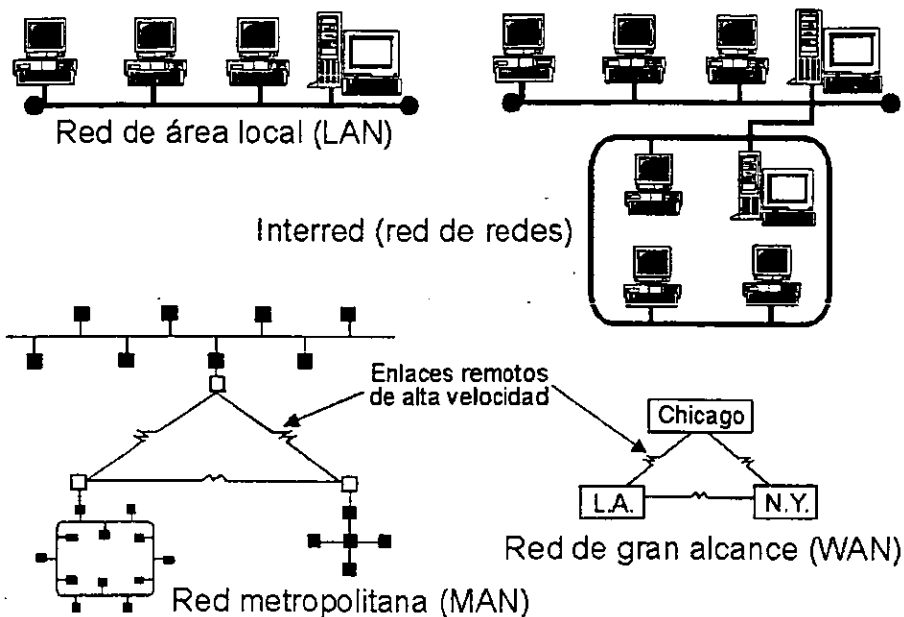 Red de área local (LAN)
Interred (red de redes)
Enlaces remotos
de alta velocidad
Chicago
L.A.
N.Y.
Red de gran alcance (WAN)
Red metropolitana (MAN)